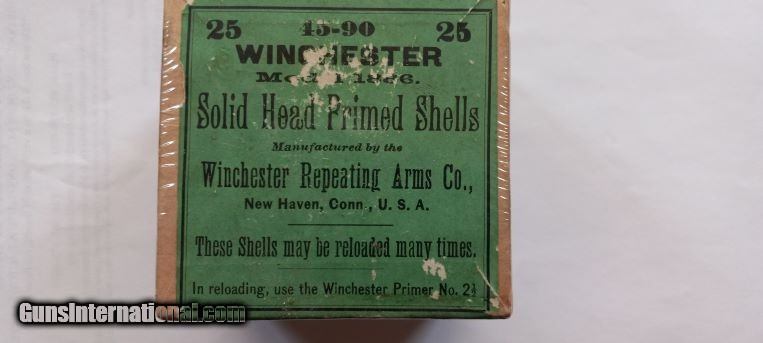 25 45-90 25
WINCHESTER
Model 1886.
Solid Head Primed Shells
Manufactured by the
Winchester Repeating Arms Co.,
New Haven, Conn., U. S. A.
These Shells may be reloaded many times.
In reloading, use the Winchester Primer No. 2½
GunsInternational.com